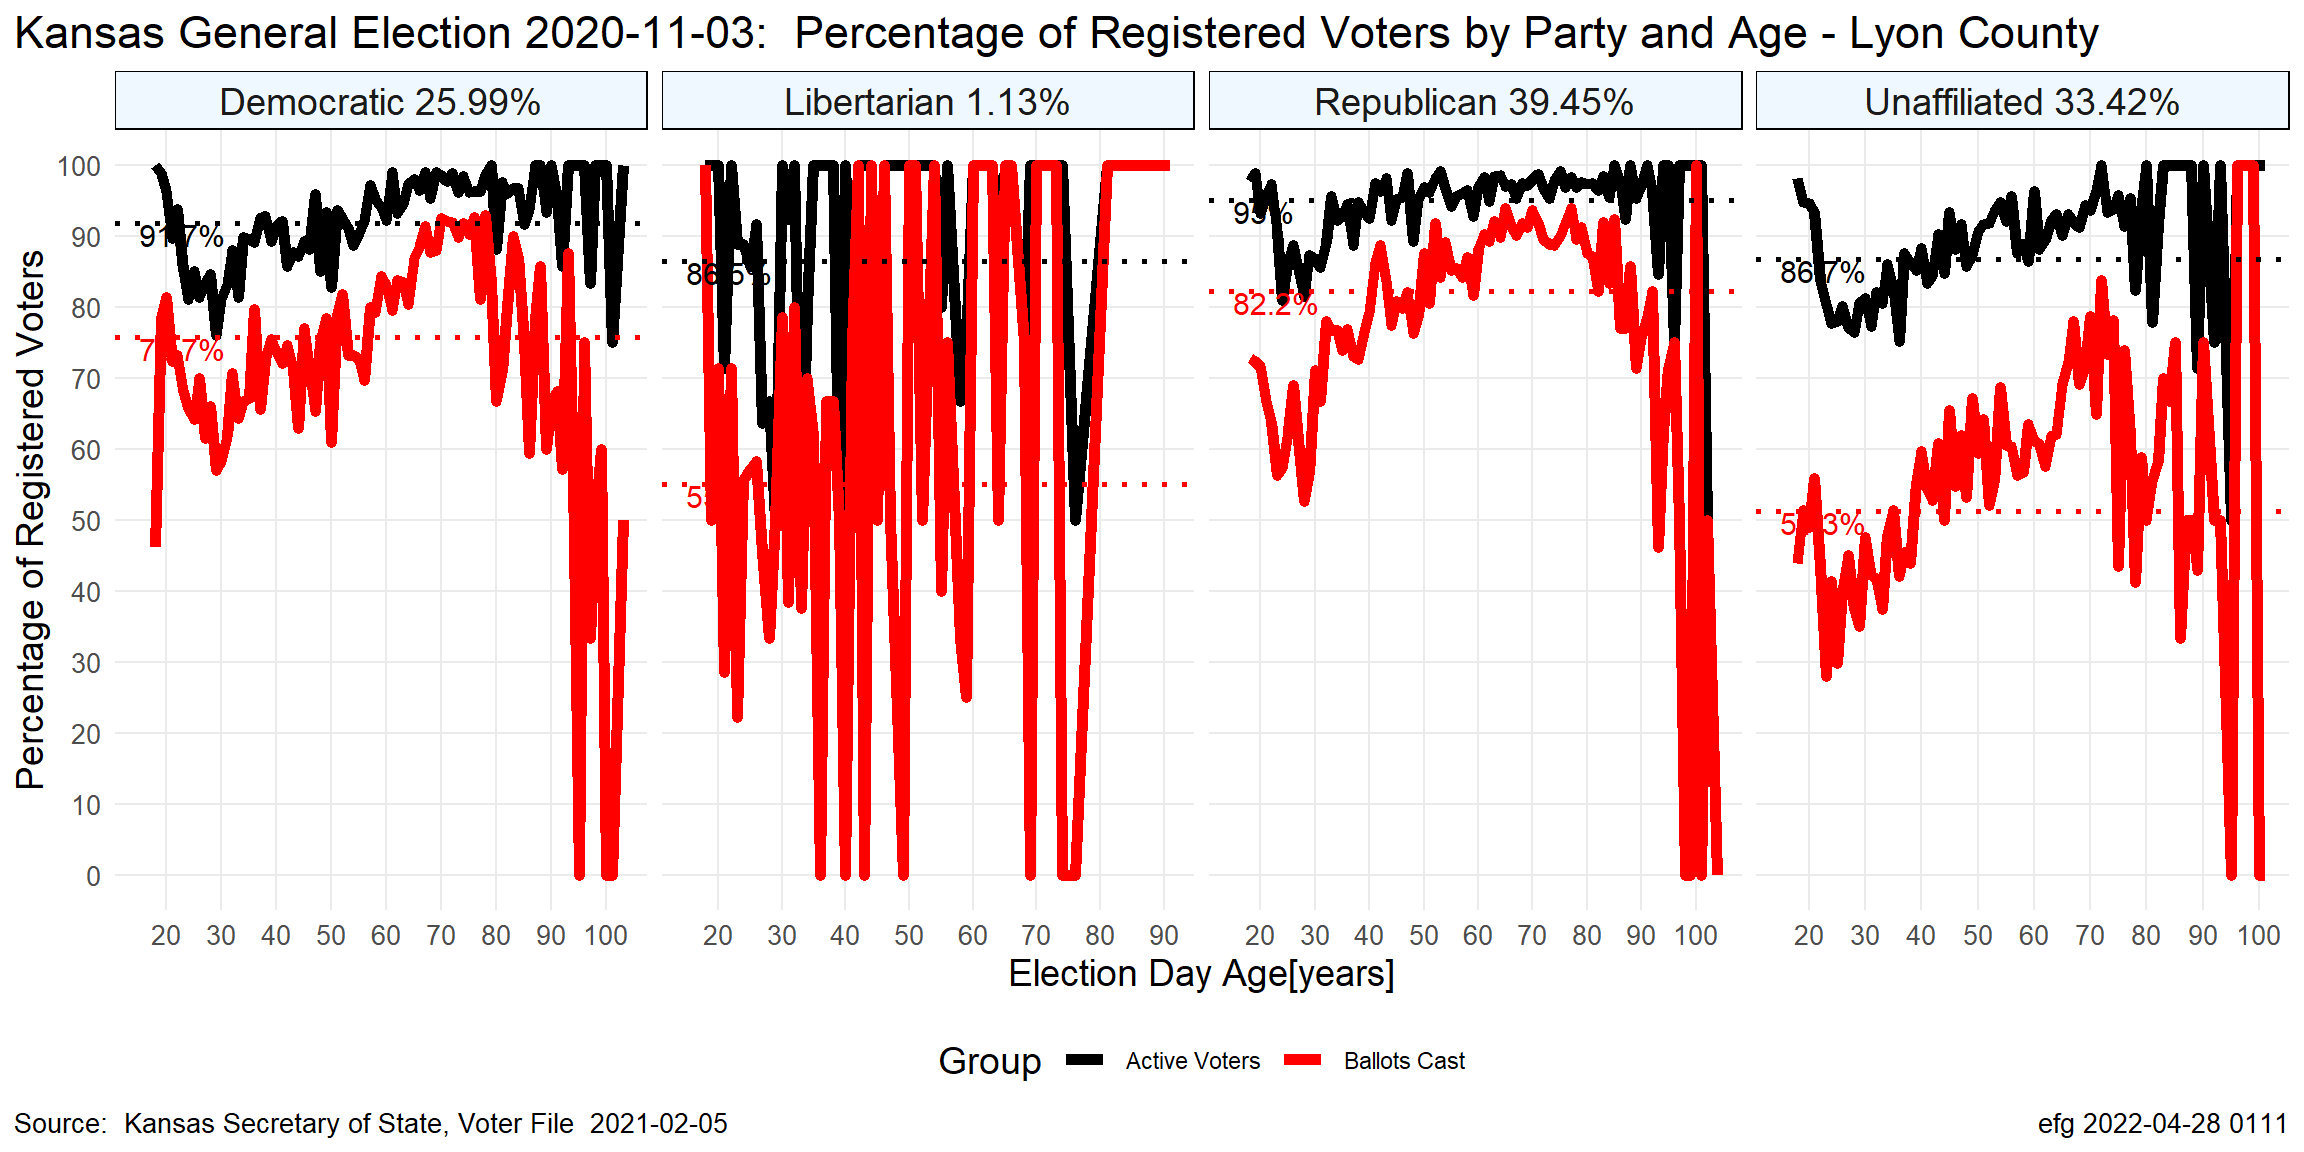 Kansas General Election 2020-11-03:  Percentage of Registered Voters by Party and Age - Lyon County
Democratic 25.99%
Libertarian 1.13%
Republican 39.45%
Unaffiliated 33.42%
Percentage of Registered Voters
100
90
80
70
60
50
40
30
20
10
0
86.5%
82.2%
86.7%
20 30 40 50 60 70 80 90 100
20 30 40 50 60 70 80 90
20 30 40 50 60 70 80 90 100
20 30 40 50 60 70 80 90 100
Election Day Age[years]
Group Active Voters Ballots Cast
Source:  Kansas Secretary of State, Voter File  2021-02-05
efg 2022-04-28 0111